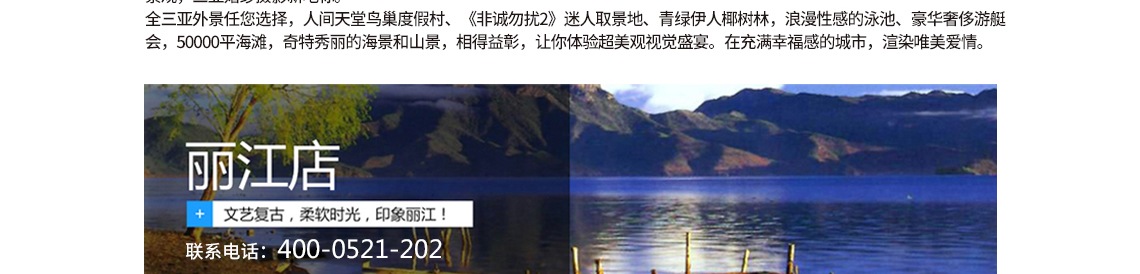 全三亚外景任您选择，人间天堂鸟巢度假村、《非诚勿扰2》迷人取景地、青绿伊人椰树林，浪漫性感的泳池、豪华奢侈游艇
会，50000平海滩，奇特秀丽的海景和山景，相得益彰，让你体验超美观视觉盛宴。在充满幸福感的城市，渲染唯美爱情。
丽江店
+ 文艺复古，柔软时光，印象丽江！
联系电话：400-0521-202